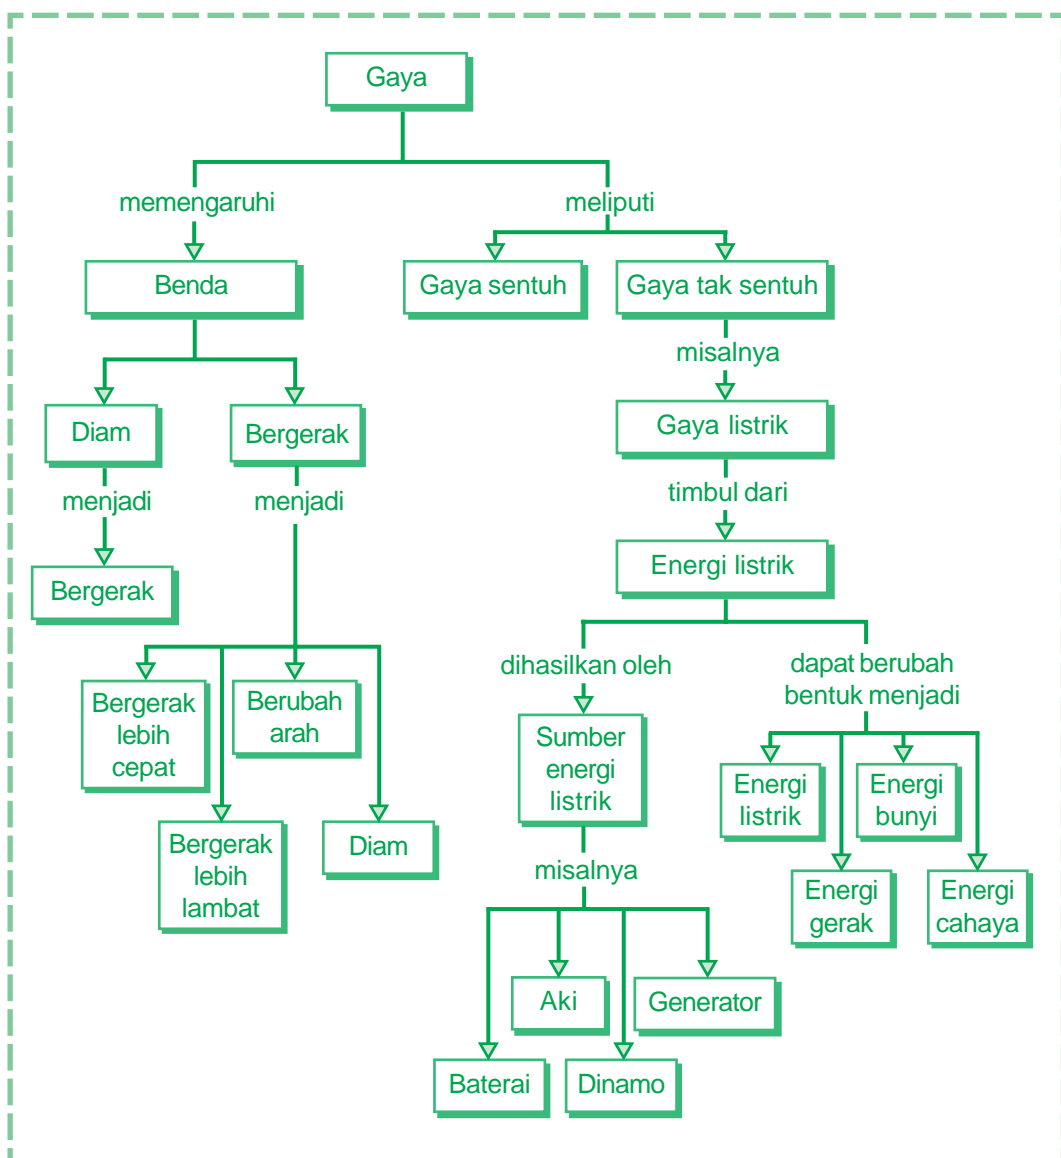 Gaya
memengaruhi
meliputi
Benda
Gaya sentuh
Gaya tak sentuh
misalnya
Diam
Bergerak
Gaya listrik
menjadi
menjadi
timbul dari
Bergerak
Energi listrik
dihasilkan oleh
dapat berubah
bentuk menjadi
Bergerak
lebih
cepat
Berubah
arah
Sumber
energi
listrik
Energi
listrik
Energi
bunyi
Bergerak
lebih
lambat
Diam
misalnya
Energi
gerak
Energi
cahaya
Aki
Generator
Baterai
Dinamo